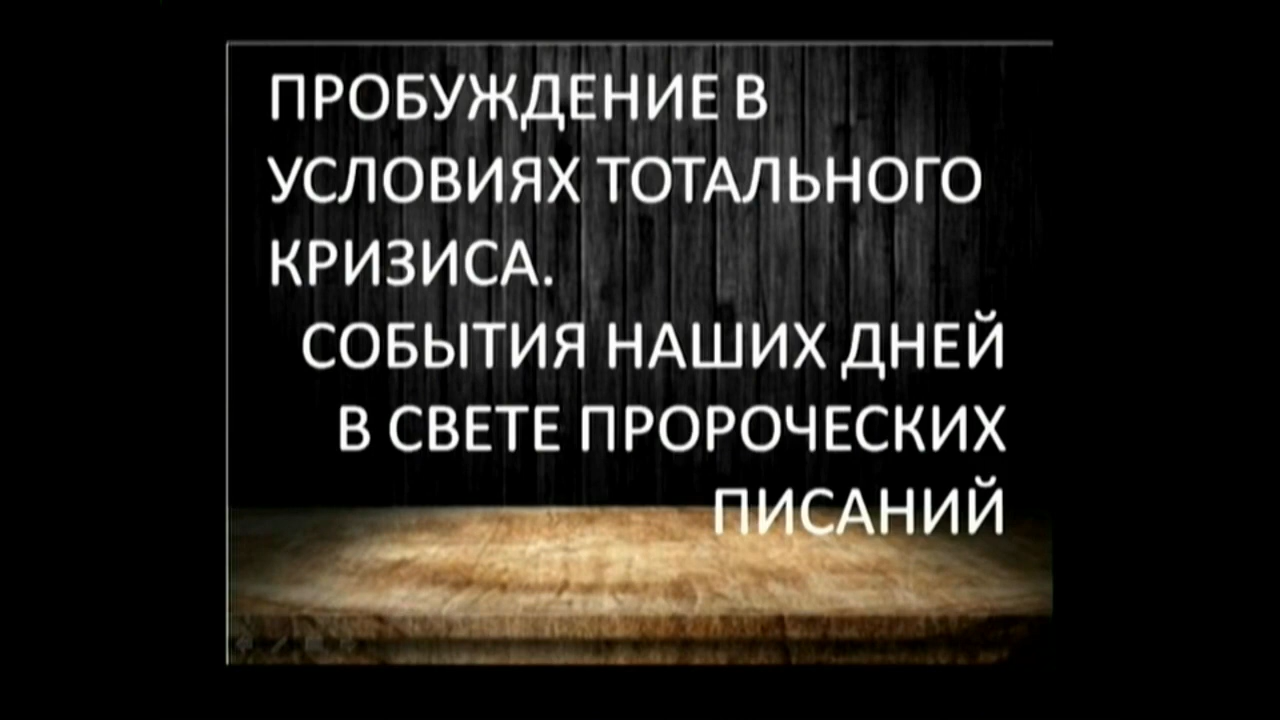 ПРОБУЖДЕНИЕ В
УСЛОВИЯХ ТОТАЛЬНОГО
КРИЗИСА.
СОБЫТИЯ НАШИХ ДНЕЙ
В СВЕТЕ ПРОРОЧЕСКИХ
ПИСАНИЙ